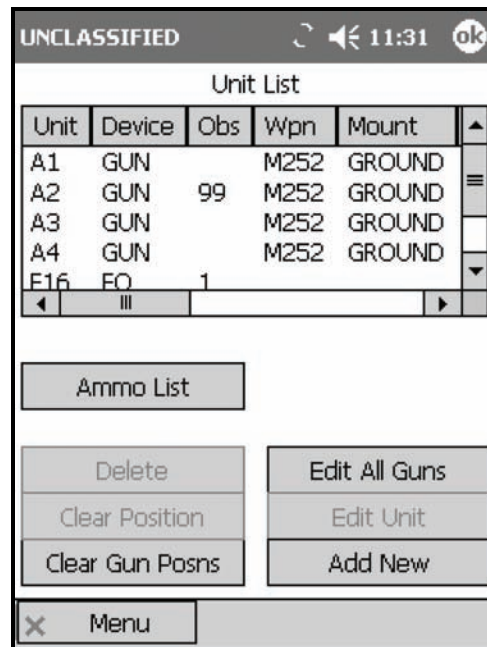 UNCLASSIFIED 11:31 ok
Unit List
Unit Device Obs Wpn Mount
A1 GUN M252 GROUND
A2 GUN 99 M252 GROUND
A3 GUN M252 GROUND
A4 GUN M252 GROUND
F16 FO 1
Ammo List
Delete Edit All Guns
Clear Position Edit Unit
Clear Gun Posns Add New
Menu